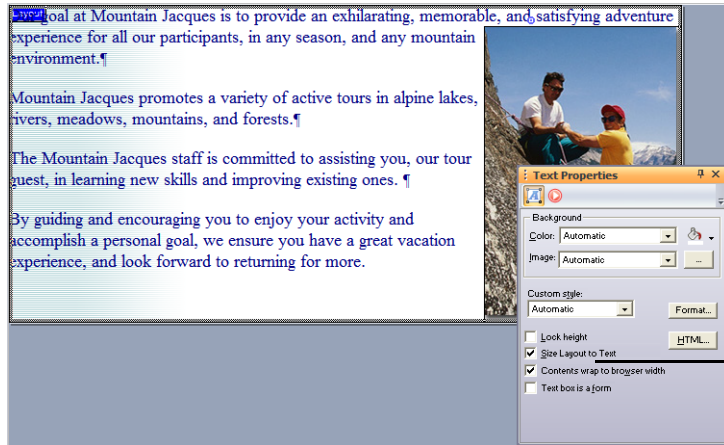 Layout goal at Mountain Jacques is to provide an exhilarating, memorable, and satisfying adventure
experience for all our participants, in any season, and any mountain
environment.¶
Mountain Jacques promotes a variety of active tours in alpine lakes,
rivers, meadows, mountains, and forests.¶
The Mountain Jacques staff is committed to assisting you, our tour
guest, in learning new skills and improving existing ones. ¶
By guiding and encouraging you to enjoy your activity and
accomplish a personal goal, we ensure you have a great vacation
experience, and look forward to returning for more.
Text Properties
Background
Color: Automatic
Image: Automatic ...
Custom style:
Automatic Format...
Lock height HTML...
Size Layout to Text
Contents wrap to browser width
Text box is a form